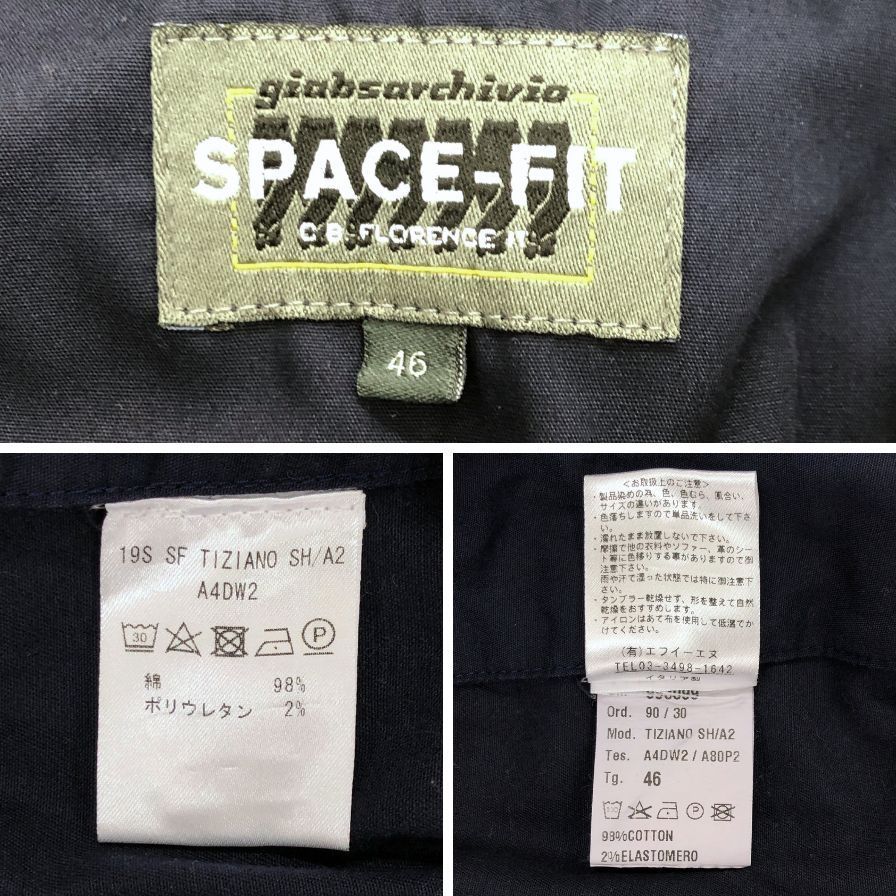 giabsarchivio
SPACE-FIT
C.B. FLORENCE IT
46
19S SF TIZIANO SH/A2
A4DW2
30
P
綿 98%
ポリウレタン 2%
<お取扱上のご注意>
・製品染めの為、色、色むら、風合い、
サイズの違いがあります。
・色落ちしますので単品洗いをして下さ
い。
・濡れたまま放置しないで下さい。
・摩擦で他の衣料やソファー、革のシー
ト等に色移りする事がありますので御
注意下さい。
雨や汗で湿った状態では特に御注意下
さい。
・タンブラー乾燥せず、形を整えて自然
乾燥をおすすめします。
・アイロンはあて布を使用して低温でか
けてください。
(有)エフイーエヌ
TEL03-3498-1642
イタリア製
Ord. 90 / 30
Mod. TIZIANO SH/A2
Tes. A4DW2 / A80P2
Tg. 46
P
98%COTTON
2%ELASTOMERO